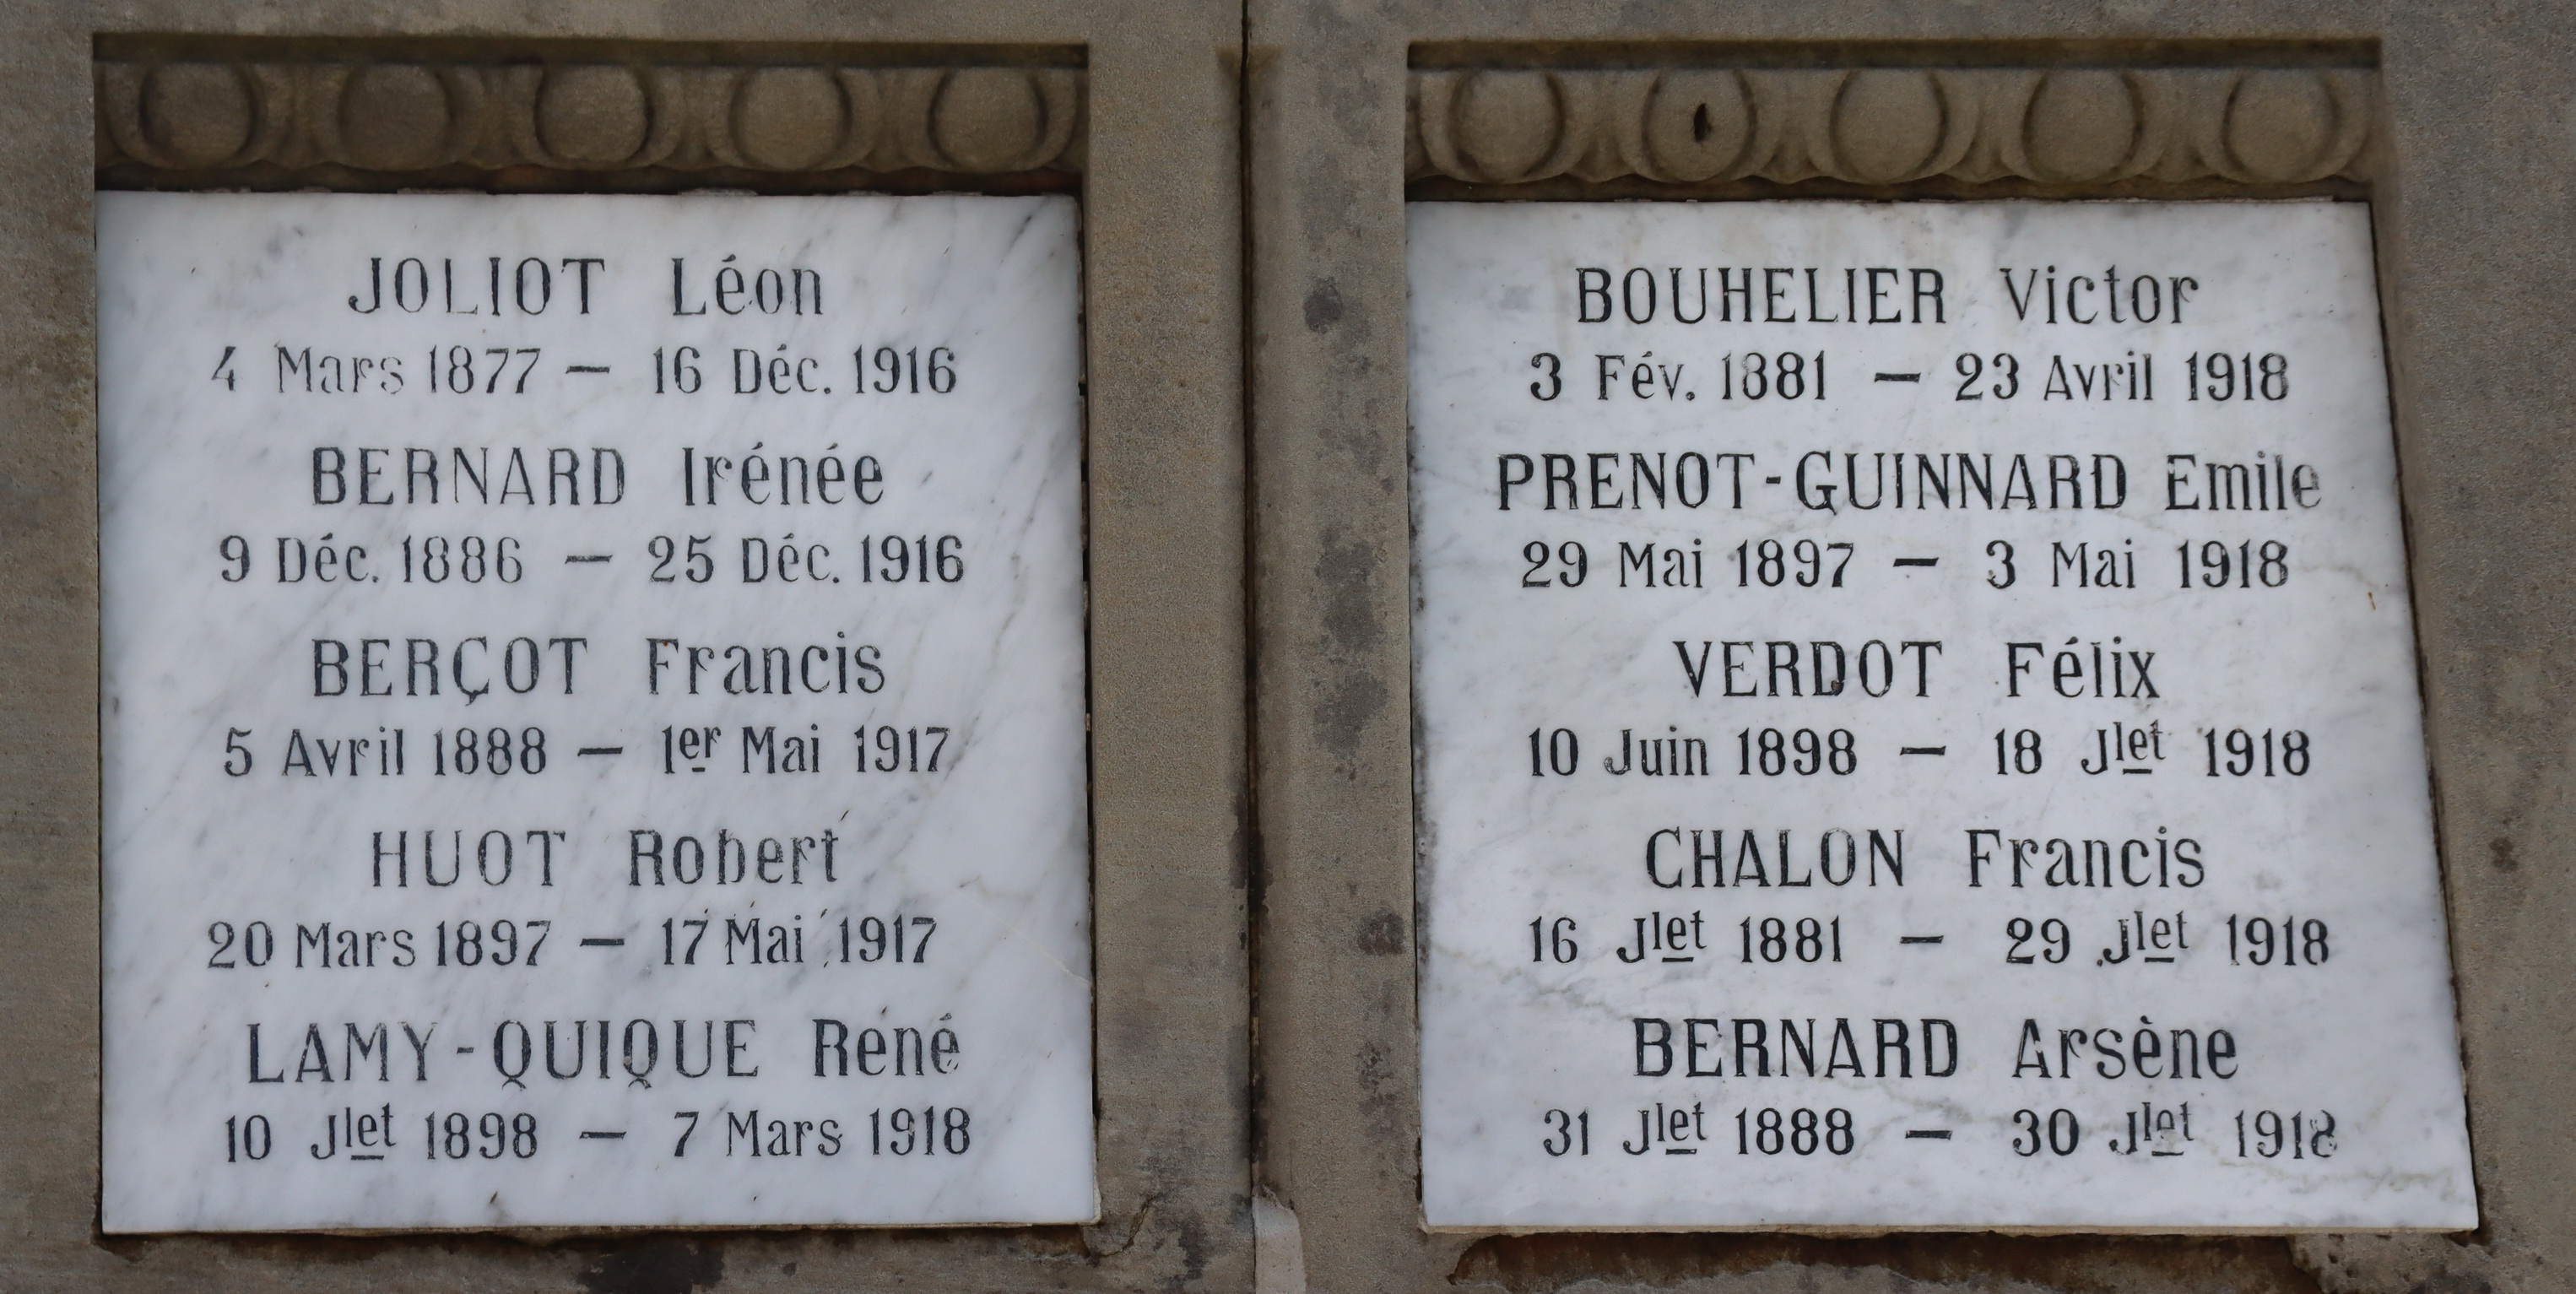 JOLIOT Léon
4 Mars 1877 — 16 Déc. 1916
BERNARD Irénée
9 Déc. 1886 — 25 Déc. 1916
BERÇOT Francis
5 Avril 1888 — 1er Mai 1917
HUOT Robert
20 Mars 1897 — 17 Mai 1917
LAMY-QUIQUE René
10 Jlet 1898 — 7 Mars 1918
BOUHELIER Victor
3 Fév. 1881 — 23 Avril 1918
PRENOT-GUINNARD Emile
29 Mai 1897 — 3 Mai 1918
VERDOT Félix
10 Juin 1898 — 18 Jlet 1918
CHALON Francis
16 Jlet 1881 — 29 Jlet 1918
BERNARD Arsène
31 Jlet 1888 — 30 Jlet 1918